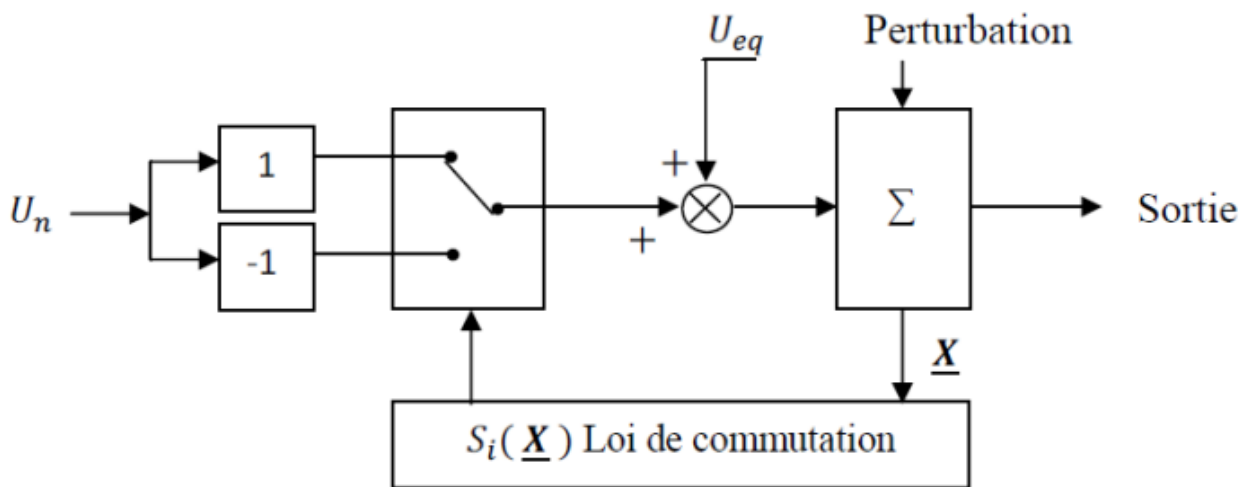 U_eq
Perturbation
+
1
U_n
-1
+
Σ
Sortie
X
S_i( X ) Loi de commutation